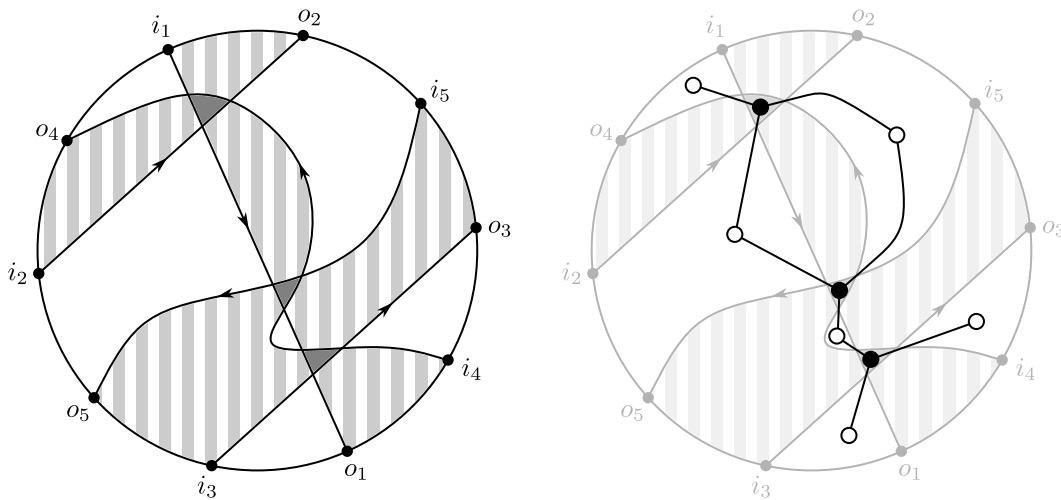 i₁ o₂
i₅
o₄
o₃
i₂
i₄
o₅
i₃ o₁
i₁ o₂
i₅
o₄
o₃
i₂
i₄
o₅
i₃ o₁